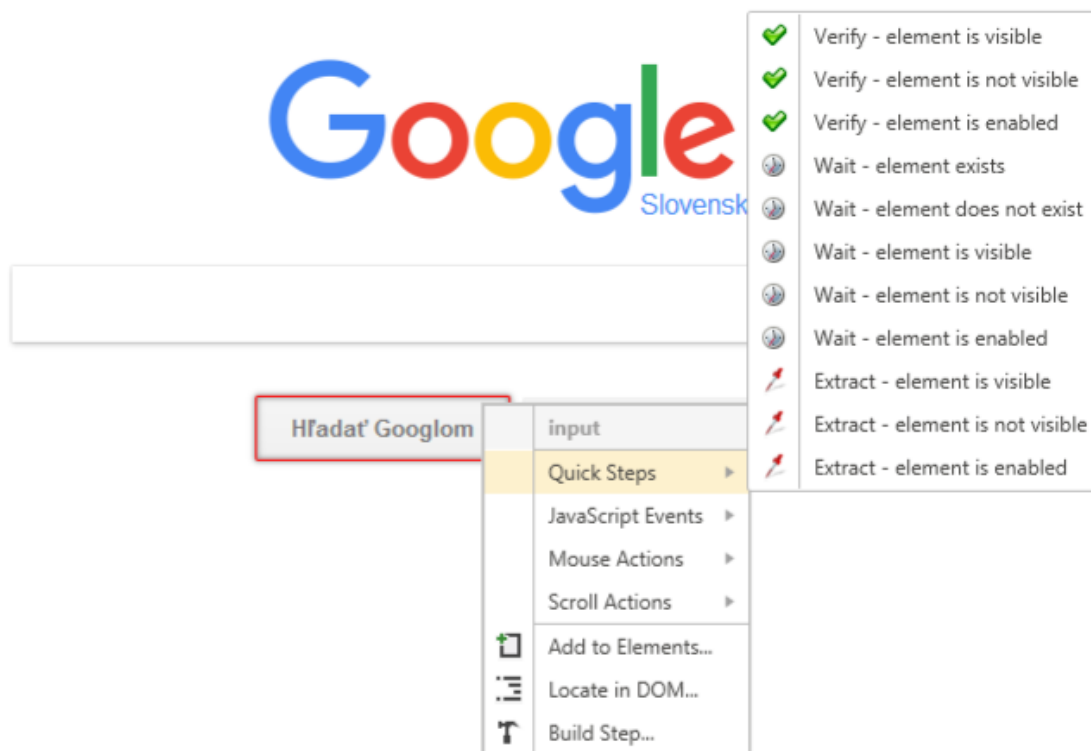 Google
Slovensk
Hľadať Googlom
input
Quick Steps
JavaScript Events
Mouse Actions
Scroll Actions
Add to Elements...
Locate in DOM...
Build Step...
Verify - element is visible
Verify - element is not visible
Verify - element is enabled
Wait - element exists
Wait - element does not exist
Wait - element is visible
Wait - element is not visible
Wait - element is enabled
Extract - element is visible
Extract - element is not visible
Extract - element is enabled